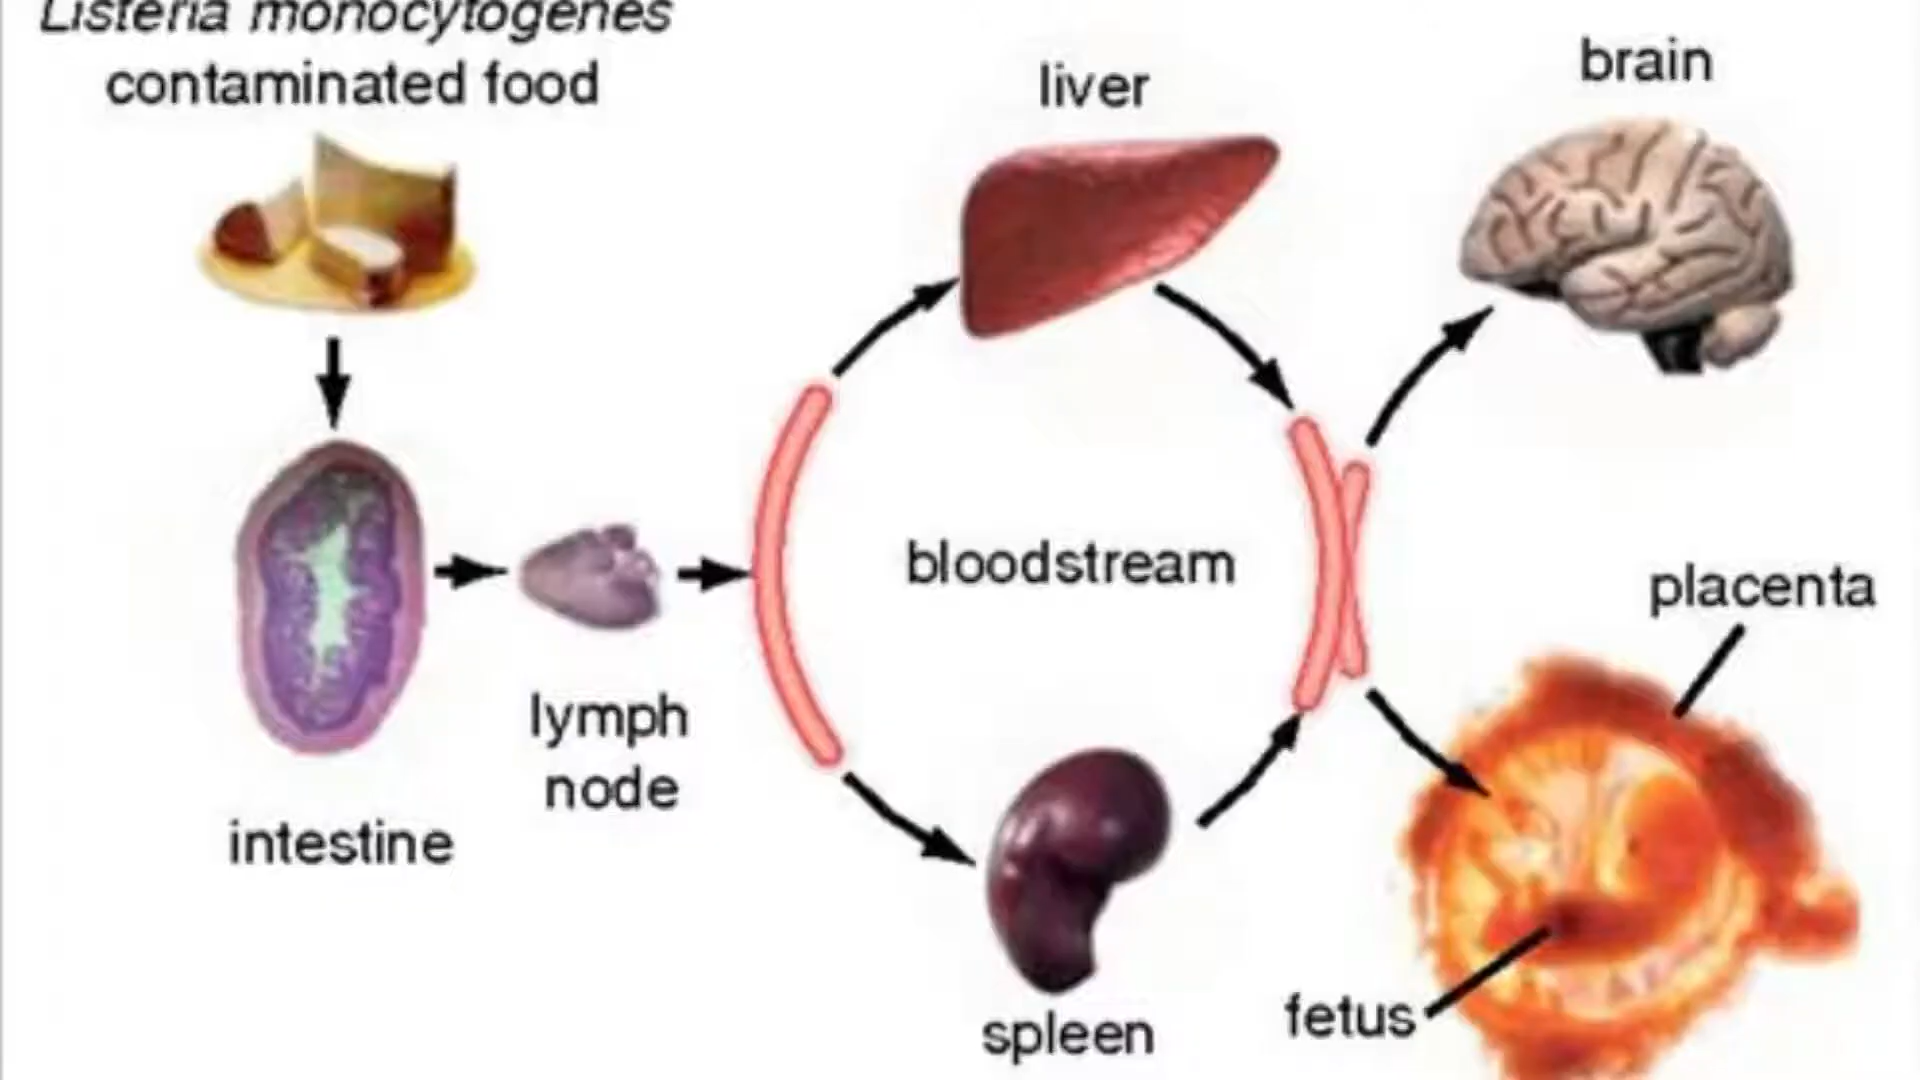 Listeria monocytogenes
contaminated food
liver
brain
bloodstream
placenta
lymph
node
intestine
spleen
fetus